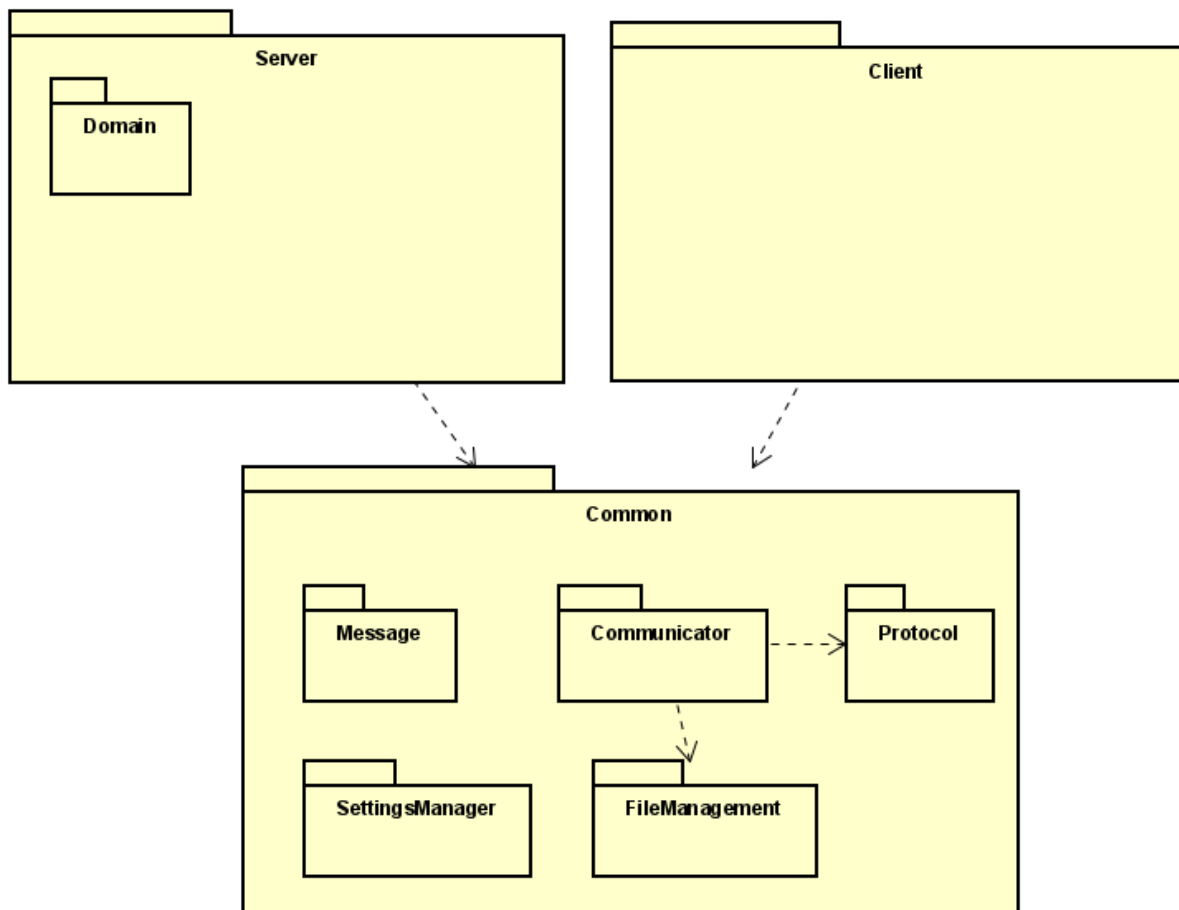 Server
Client
Domain
Common
Message
Communicator
Protocol
SettingsManager
FileManagement